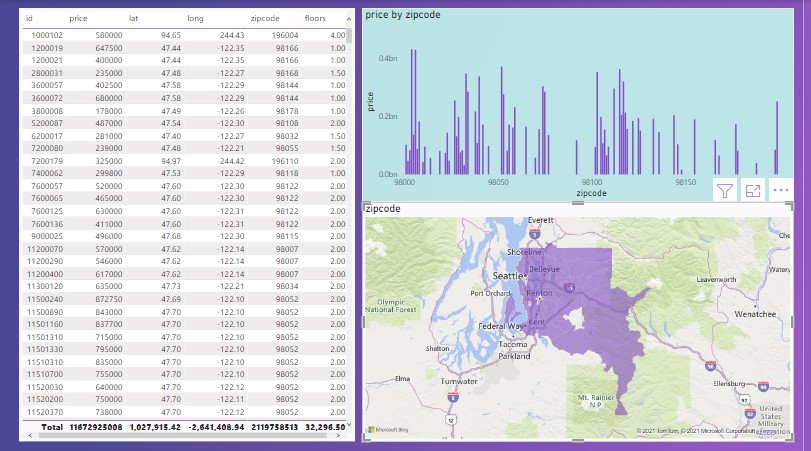 id price lat long zipcode floors
1000102 580000 94.65 -244.43 196004 4.00
1200019 647500 47.44 -122.35 98166 1.00
1200021 400000 47.44 -122.35 98166 1.00
2800031 235000 47.48 -122.27 98168 1.50
3600057 402500 47.58 -122.29 98144 1.00
3600072 680000 47.58 -122.29 98144 1.00
3800008 178000 47.49 -122.26 98178 1.00
5200087 487000 47.54 -122.30 98108 2.00
6200017 281000 47.40 -122.27 98032 1.50
7200080 239000 47.48 -122.21 98055 1.50
7200179 325000 94.97 -244.42 196110 2.00
7400062 299800 47.53 -122.29 98118 1.00
7600057 520000 47.60 -122.30 98122 2.00
7600065 465000 47.60 -122.30 98122 2.00
7600125 630000 47.60 -122.31 98122 2.00
7600136 411000 47.60 -122.31 98122 3.00
9000025 496000 47.68 -122.30 98115 2.00
11200070 570000 47.62 -122.14 98007 2.00
11200290 546000 47.62 -122.14 98007 2.00
11200400 617000 47.62 -122.14 98007 2.00
11300120 635000 47.73 -122.21 98034 2.00
11500240 872750 47.69 -122.10 98052 2.00
11500890 843000 47.70 -122.10 98052 2.00
11501160 837700 47.70 -122.10 98052 2.00
11501310 715000 47.70 -122.10 98052 2.00
11501330 795000 47.70 -122.10 98052 2.00
11510310 835000 47.70 -122.10 98052 2.00
11510700 755000 47.70 -122.10 98052 2.00
11520030 640000 47.70 -122.12 98052 2.00
11520200 750000 47.70 -122.11 98052 2.00
11520370 738000 47.70 -122.12 98052 2.00
Total 11672925008 1,027,915.42 -2,641,408.94 2119758513 32,296.50
price by zipcode
0.4bn
0.2bn
0.0bn
price
98000 98050 98100 98150
zipcode
zipcode
Everett
5
Shoreline
Seattle
Bellevue
Port Orchard
Renton
90
Leavenworth
Olympic
National Forest
Wenatchee
Federal Way
Kent
Tacoma
Shelton
Parkland
Elma
Tumwater
Ellensburg
90
5
97
82
Mt. Rainier
N.P.
12
United
States
Military
Microsoft Bing
© 2021 TomTom, © 2021 Microsoft Corporation